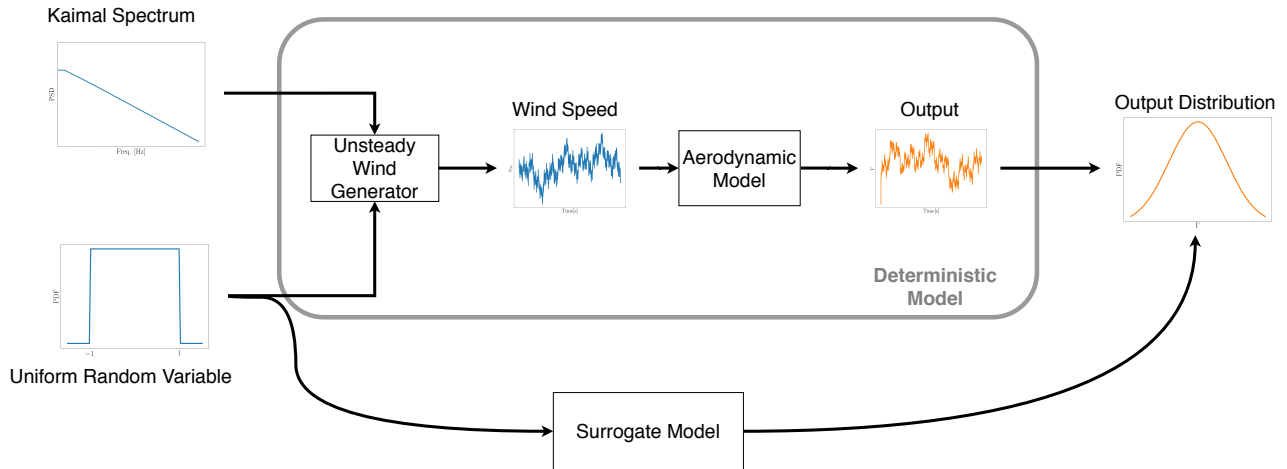 Kaimal Spectrum
PSD
Freq. [Hz]
Unsteady
Wind
Generator
Wind Speed
Time[s]
Aerodynamic
Model
Output
Γ
Time[s]
Output Distribution
PDF
Γ
Deterministic
Model
PDF
−1
1
Uniform Random Variable
Surrogate Model